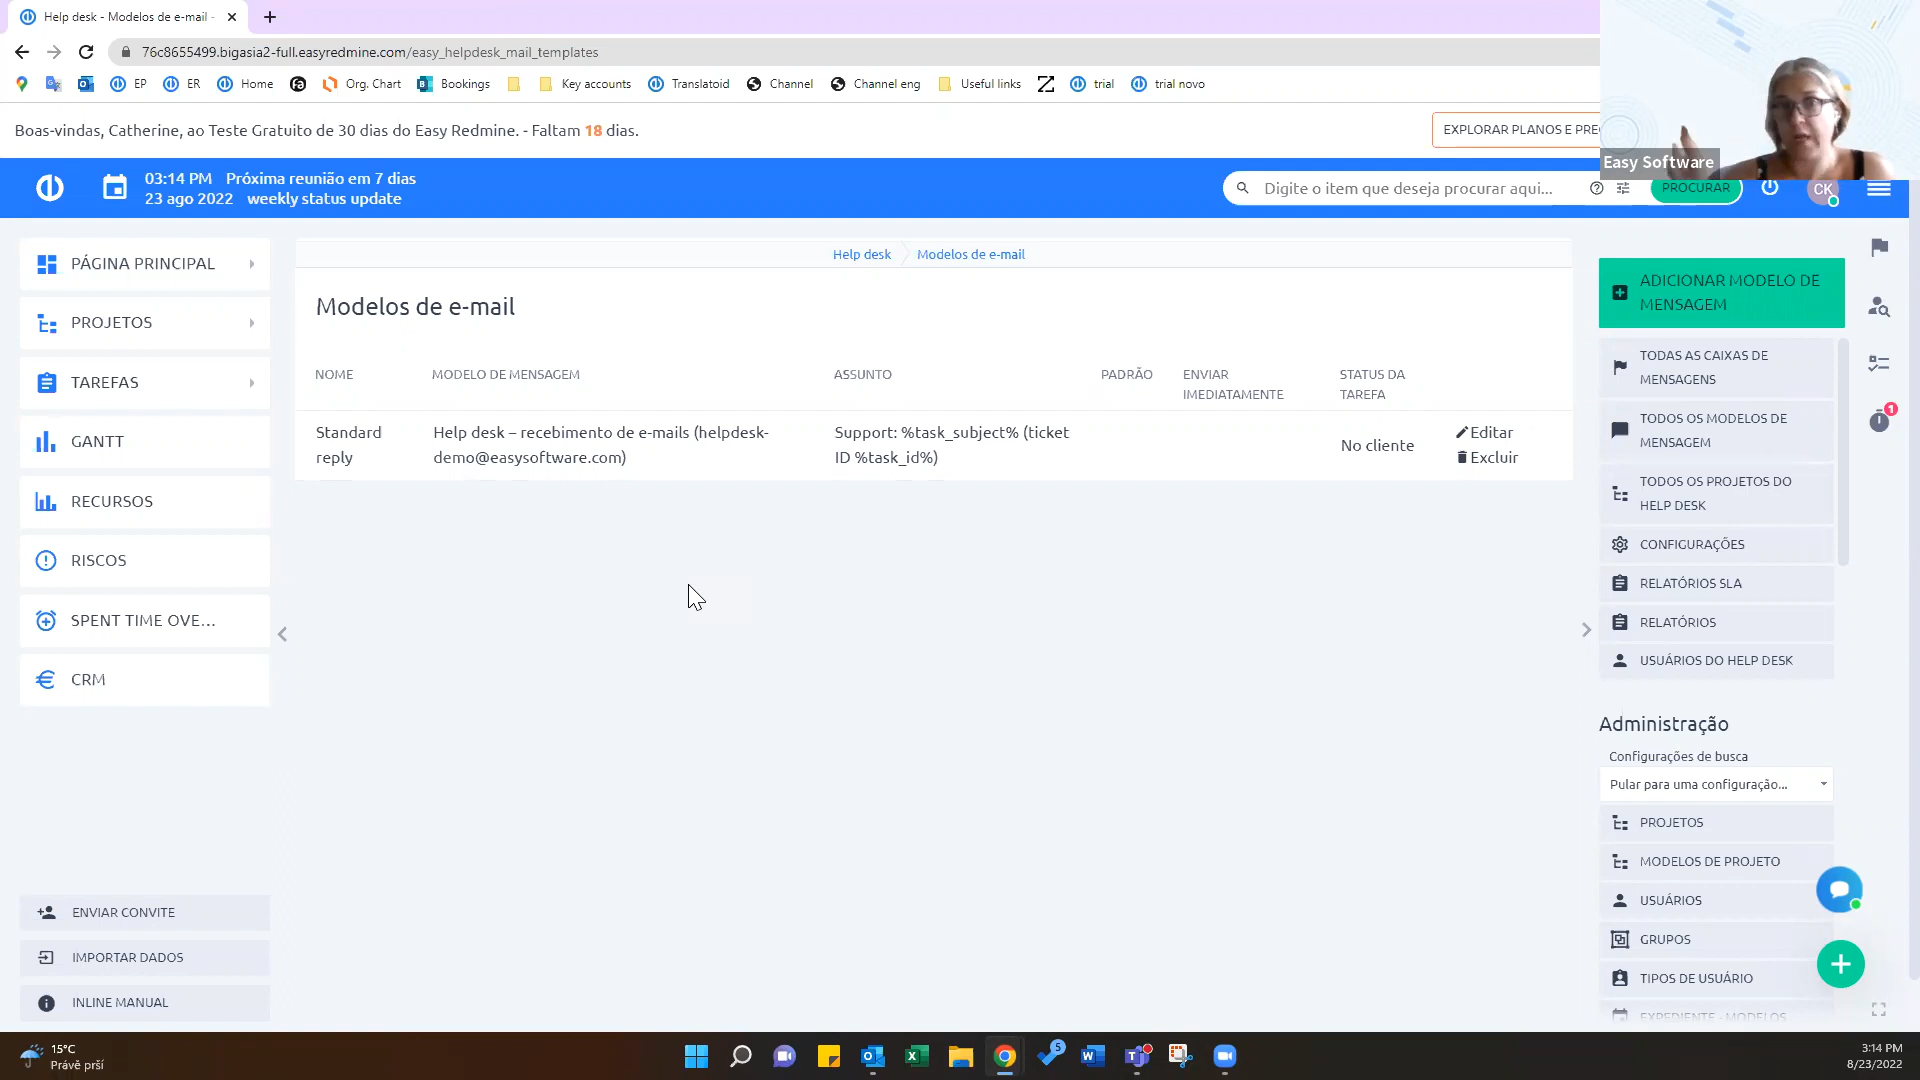 Help desk - Modelos de e-mail -
76c8655499.bigasia2-full.easyredmine.com/easy_helpdesk_mail_templates
EP
ER
Home
Org. Chart
Bookings
Key accounts
Translatoid
Channel
Channel eng
Useful links
trial
trial novo
Boas-vindas, Catherine, ao Teste Gratuito de 30 dias do Easy Redmine. - Faltam 18 dias.
EXPLORAR PLANOS E PRE
Easy Software
03:14 PM Próxima reunião em 7 dias
23 ago 2022 weekly status update
Digite o item que deseja procurar aqui...
PROCURAR
CK
PÁGINA PRINCIPAL
PROJETOS
TAREFAS
GANTT
RECURSOS
RISCOS
SPENT TIME OVE...
CRM
ENVIAR CONVITE
IMPORTAR DADOS
INLINE MANUAL
Help desk
Modelos de e-mail
Modelos de e-mail
NOME
MODELO DE MENSAGEM
ASSUNTO
PADRÃO
ENVIAR
IMEDIATAMENTE
STATUS DA
TAREFA
Standard
reply
Help desk – recebimento de e-mails (helpdesk-
demo@easysoftware.com)
Support: %task_subject% (ticket
ID %task_id%)
No cliente
Editar
Excluir
ADICIONAR MODELO DE
MENSAGEM
TODAS AS CAIXAS DE
MENSAGENS
TODOS OS MODELOS DE
MENSAGEM
TODOS OS PROJETOS DO
HELP DESK
CONFIGURAÇÕES
RELATÓRIOS SLA
RELATÓRIOS
USUÁRIOS DO HELP DESK
1
Administração
Configurações de busca
Pular para uma configuração...
PROJETOS
MODELOS DE PROJETO
USUÁRIOS
GRUPOS
TIPOS DE USUÁRIO
EXPEDIENTE - MODELOS
15°C
Právě prší
5
3:14 PM
8/23/2022